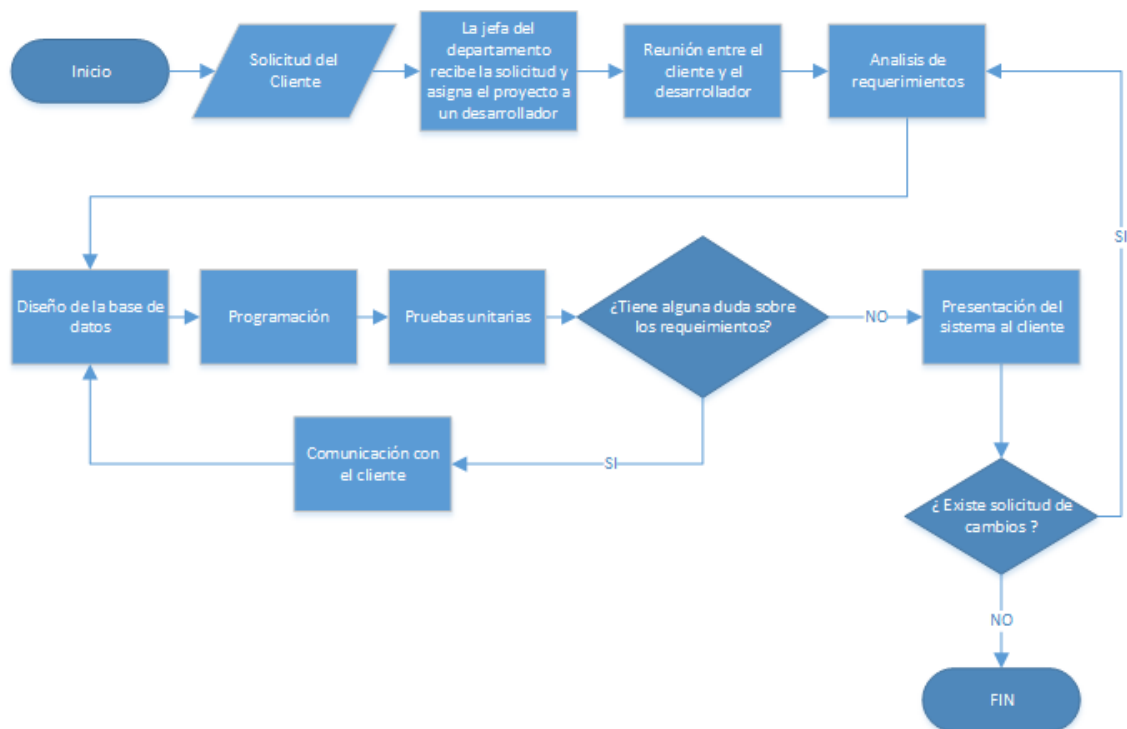 Inicio
Solicitud del
Cliente
La jefa del
departamento
recibe la solicitud y
asigna el proyecto a
un desarrollador
Reunión entre el
cliente y el
desarrollador
Analisis de
requerimientos
SI
Diseño de la base de
datos
Programación
Pruebas unitarias
¿Tiene alguna duda sobre
los requeimientos?
NO
Presentación del
sistema al cliente
Comunicación con
el cliente
SI
¿ Existe solicitud de
cambios ?
NO
FIN